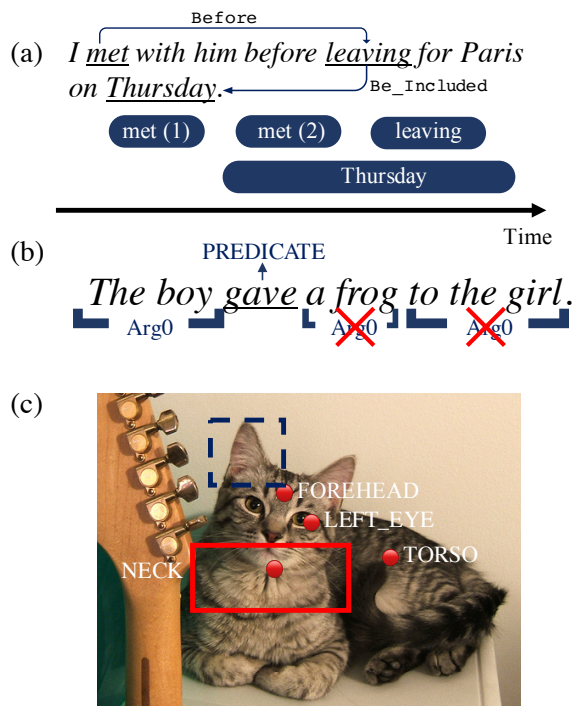 Before
(a) I met with him before leaving for Paris
on Thursday.
Be_Included
met (1) met (2) leaving
Thursday
Time
(b)
PREDICATE
The boy gave a frog to the girl.
Arg0 Arg0 Arg0
(c)
FOREHEAD
LEFT_EYE
TORSO
NECK